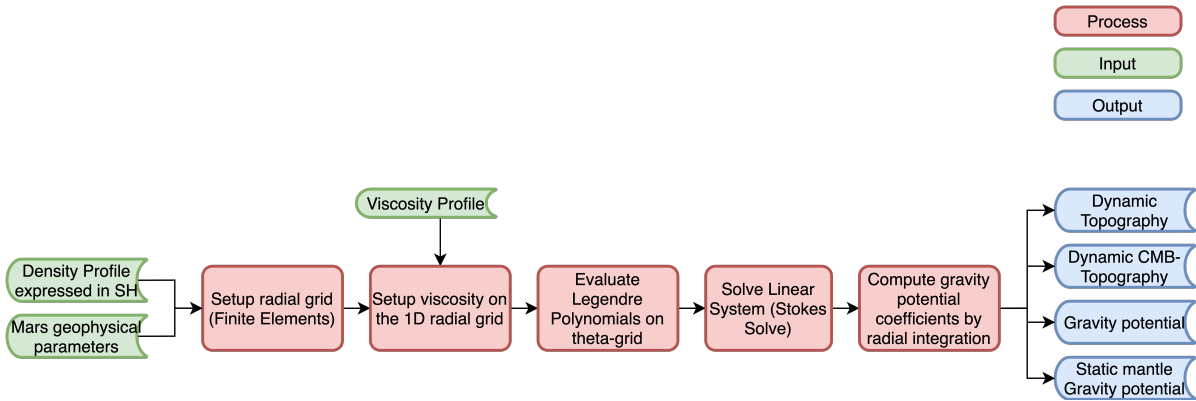 Process
Input
Output
Viscosity Profile
Density Profile
expressed in SH
Mars geophysical
parameters
Setup radial grid
(Finite Elements)
Setup viscosity on
the 1D radial grid
Evaluate
Legendre
Polynomials on
theta-grid
Solve Linear
System (Stokes
Solve)
Compute gravity
potential
coefficients by
radial integration
Dynamic
Topography
Dynamic CMB-
Topography
Gravity potential
Static mantle
Gravity potential